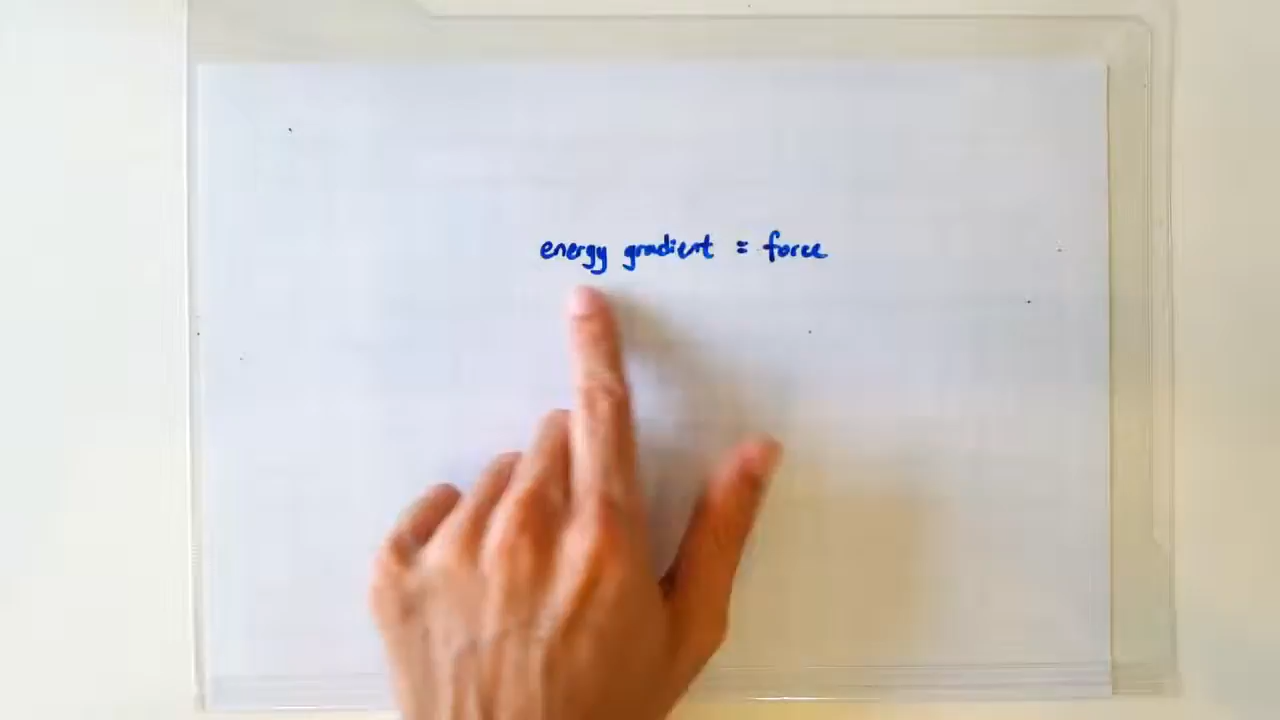 energy gradient = force